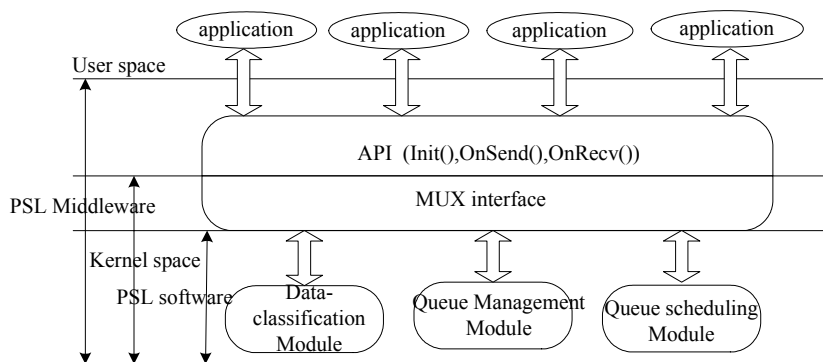 application application application application
User space
API (Init(),OnSend(),OnRecv())
MUX interface
PSL Middleware
Kernel space
PSL software
Data-
classification
Module
Queue Management
Module
Queue scheduling
Module